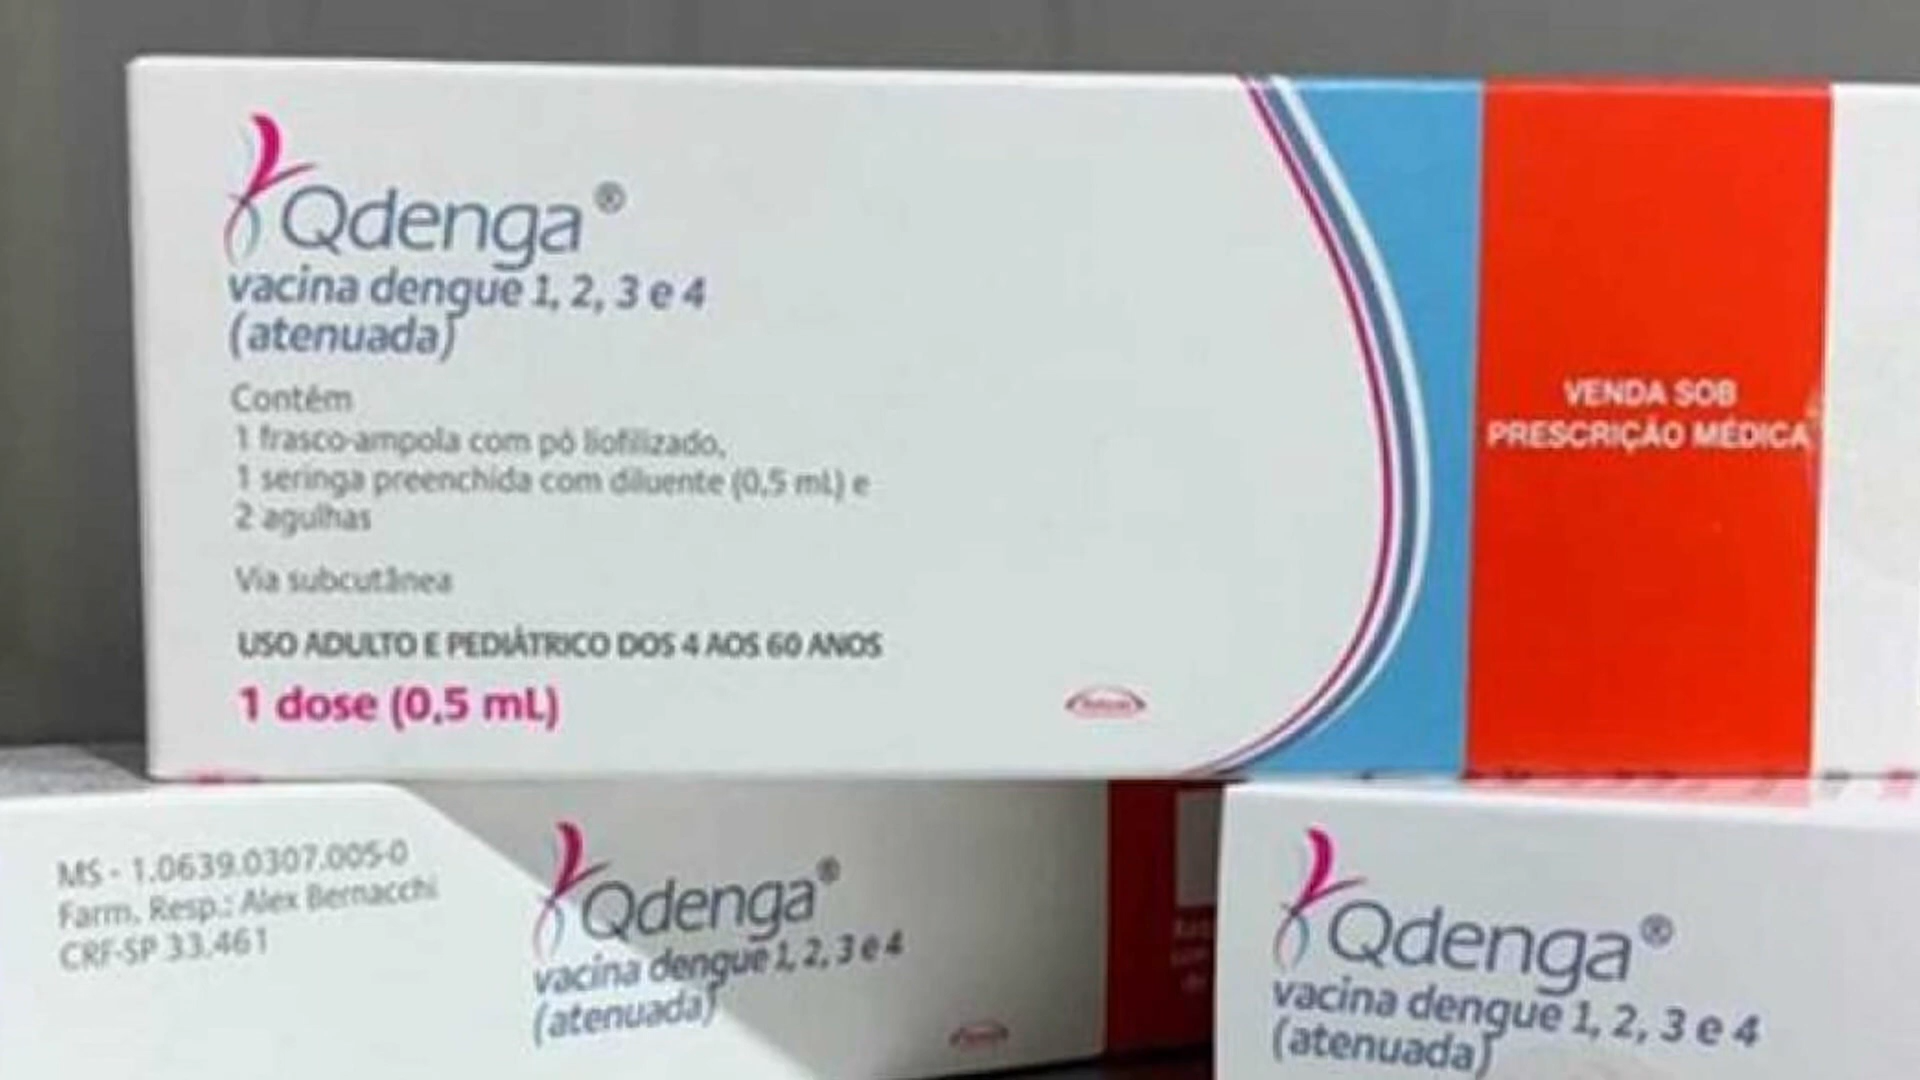 Qdenga®
vacina dengue 1, 2, 3 e 4
(atenuada)
Contém
1 frasco-ampola com pó liofilizado,
1 seringa preenchida com diluente (0,5 mL) e
2 agulhas
Via subcutânea
USO ADULTO E PEDIÁTRICO DOS 4 AOS 60 ANOS
1 dose (0,5 mL)
Takeda
VENDA SOB
PRESCRIÇÃO MÉDICA
MS - 1.0639.0307.005-0
Farm. Resp.: Alex Bernacchi
CRF-SP 33.461
Qdenga®
vacina dengue 1, 2, 3 e 4
(atenuada)
Qdenga®
vacina dengue 1, 2, 3 e 4
(atenuada)